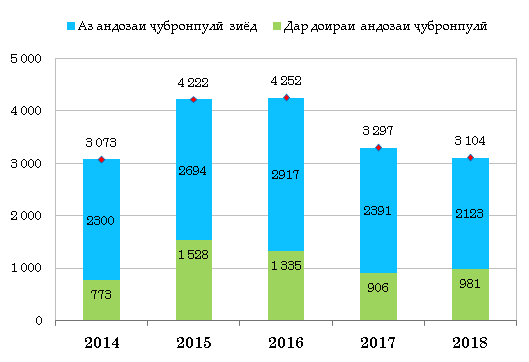 Аз андозаи ҷубронпулӣ зиёд Дар доираи андозаи ҷубронпулӣ
5 000
4 222 4 252
4 000
3 297
3 073 3 104
3 000
2694 2917
2300 2391 2123
2 000
1 528 1 335
1 000
773 906 981
0
2014 2015 2016 2017 2018